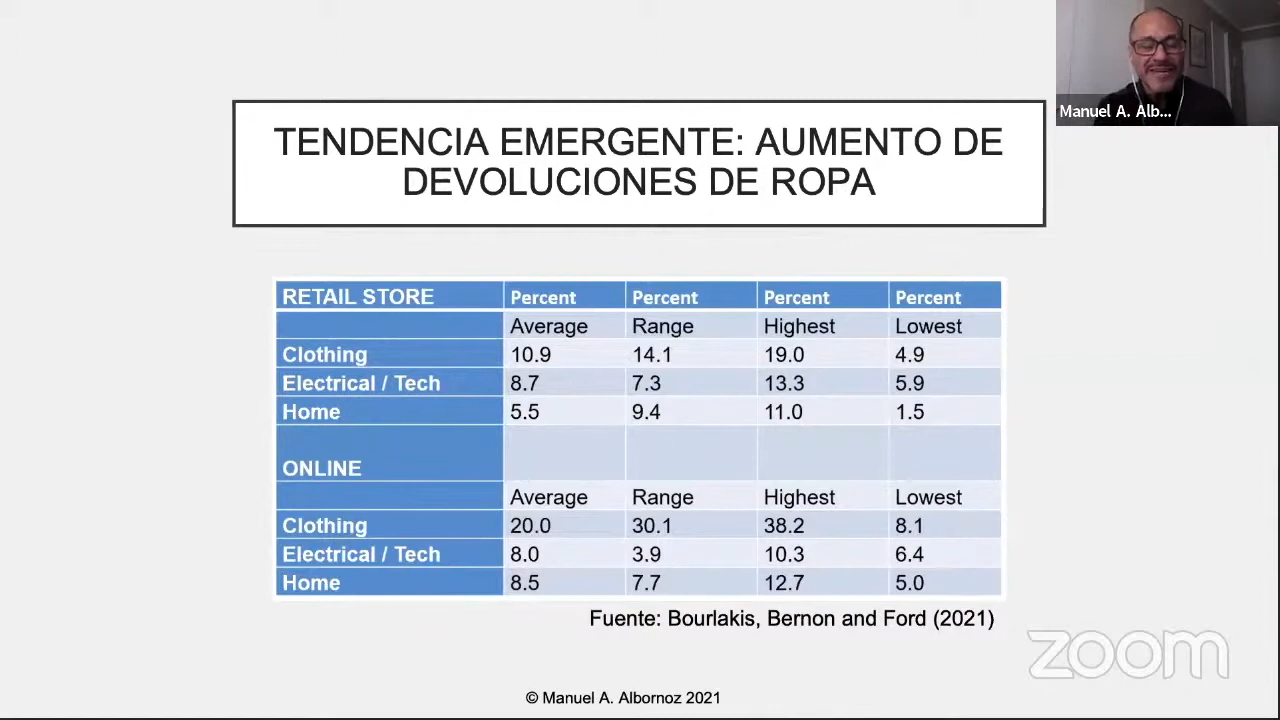 Manuel A. Alb...
TENDENCIA EMERGENTE: AUMENTO DE
DEVOLUCIONES DE ROPA
RETAIL STORE Percent Percent Percent Percent
Average Range Highest Lowest
Clothing 10.9 14.1 19.0 4.9
Electrical / Tech 8.7 7.3 13.3 5.9
Home 5.5 9.4 11.0 1.5
ONLINE
Average Range Highest Lowest
Clothing 20.0 30.1 38.2 8.1
Electrical / Tech 8.0 3.9 10.3 6.4
Home 8.5 7.7 12.7 5.0
Fuente: Bourlakis, Bernon and Ford (2021)
zoom
© Manuel A. Albornoz 2021